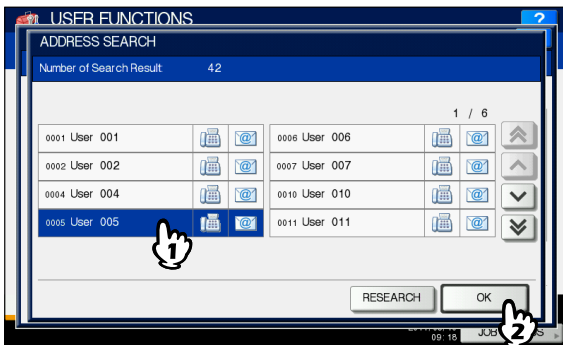 USER FUNCTIONS
?
ADDRESS SEARCH
Number of Search Result: 42
1 / 6
0001 User 001
@
0006 User 006
@
0002 User 002
@
0007 User 007
@
0004 User 004
@
0010 User 010
@
0005 User 005
@
0011 User 011
@
1
RESEARCH
OK
2
09:18
JOB